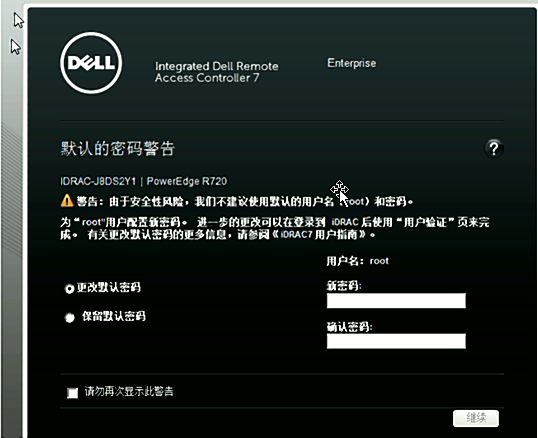 DELL
Integrated Dell Remote
Access Controller 7
Enterprise
默认的密码警告
?
IDRAC-J8DS2Y1 | PowerEdge R720
警告：由于安全性风险，我们不建议使用默认的用户名（root）和密码。
为“root”用户配置新密码。 进一步的更改可以在登录到 iDRAC 后使用“用户验证”页来完
成。 有关更改默认密码的更多信息，请参阅《iDRAC7 用户指南》。
用户名：root
更改默认密码
新密码:
保留默认密码
确认密码:
请勿再次显示此警告
继续